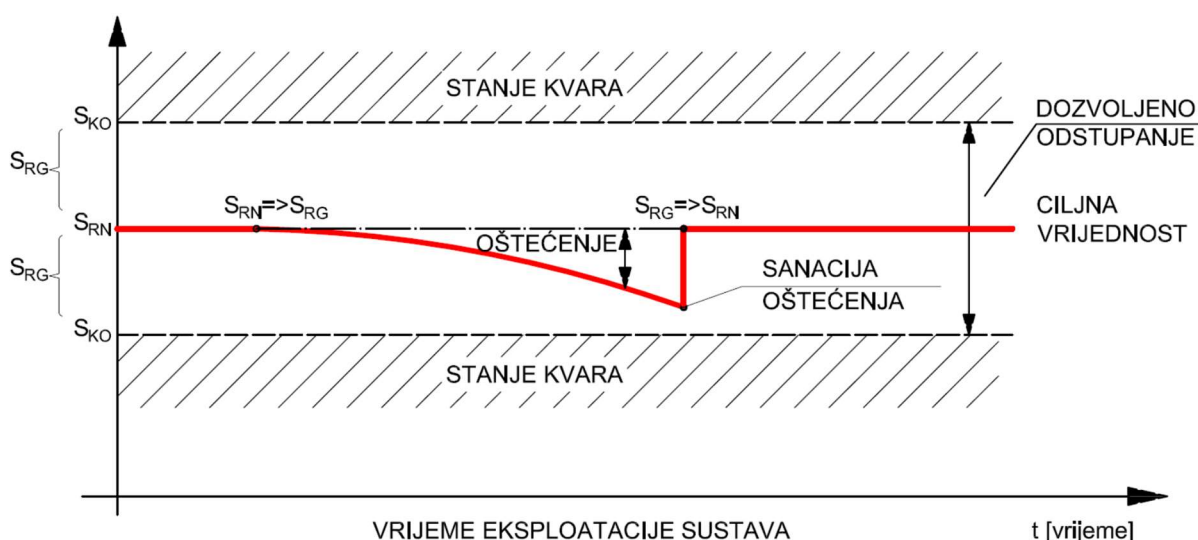 STANJE KVARA
S_KO
DOZVOLJENO
ODSTUPANJE
S_RG
S_RN=>S_RG
S_RG=>S_RN
S_RN
CILJNA
VRIJEDNOST
OŠTEĆENJE
S_RG
SANACIJA
OŠTEĆENJA
S_KO
STANJE KVARA
VRIJEME EKSPLOATACIJE SUSTAVA
t [vrijeme]